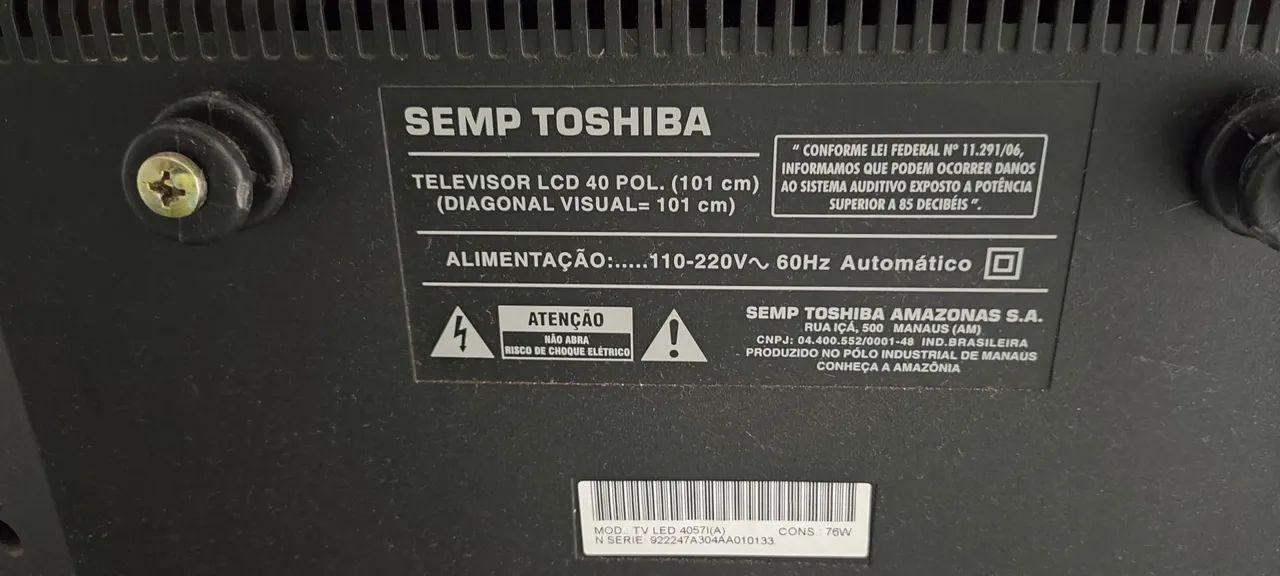 SEMP TOSHIBA
TELEVISOR LCD 40 POL. (101 cm)
(DIAGONAL VISUAL= 101 cm)
" CONFORME LEI FEDERAL Nº 11.291/06,
INFORMAMOS QUE PODEM OCORRER DANOS
AO SISTEMA AUDITIVO EXPOSTO A POTÊNCIA
SUPERIOR A 85 DECIBÉIS ".
ALIMENTAÇÃO:.....110-220V~ 60Hz Automático
ATENÇÃO
NÃO ABRA
RISCO DE CHOQUE ELÉTRICO
SEMP TOSHIBA AMAZONAS S.A.
RUA IÇÁ, 500 MANAUS (AM)
CNPJ: 04.400.552/0001-48 IND.BRASILEIRA
PRODUZIDO NO PÓLO INDUSTRIAL DE MANAUS
CONHEÇA A AMAZÔNIA
MOD.: TV LED 4057I(A) CONS.: 76W
N SERIE: 922247A304AA010133